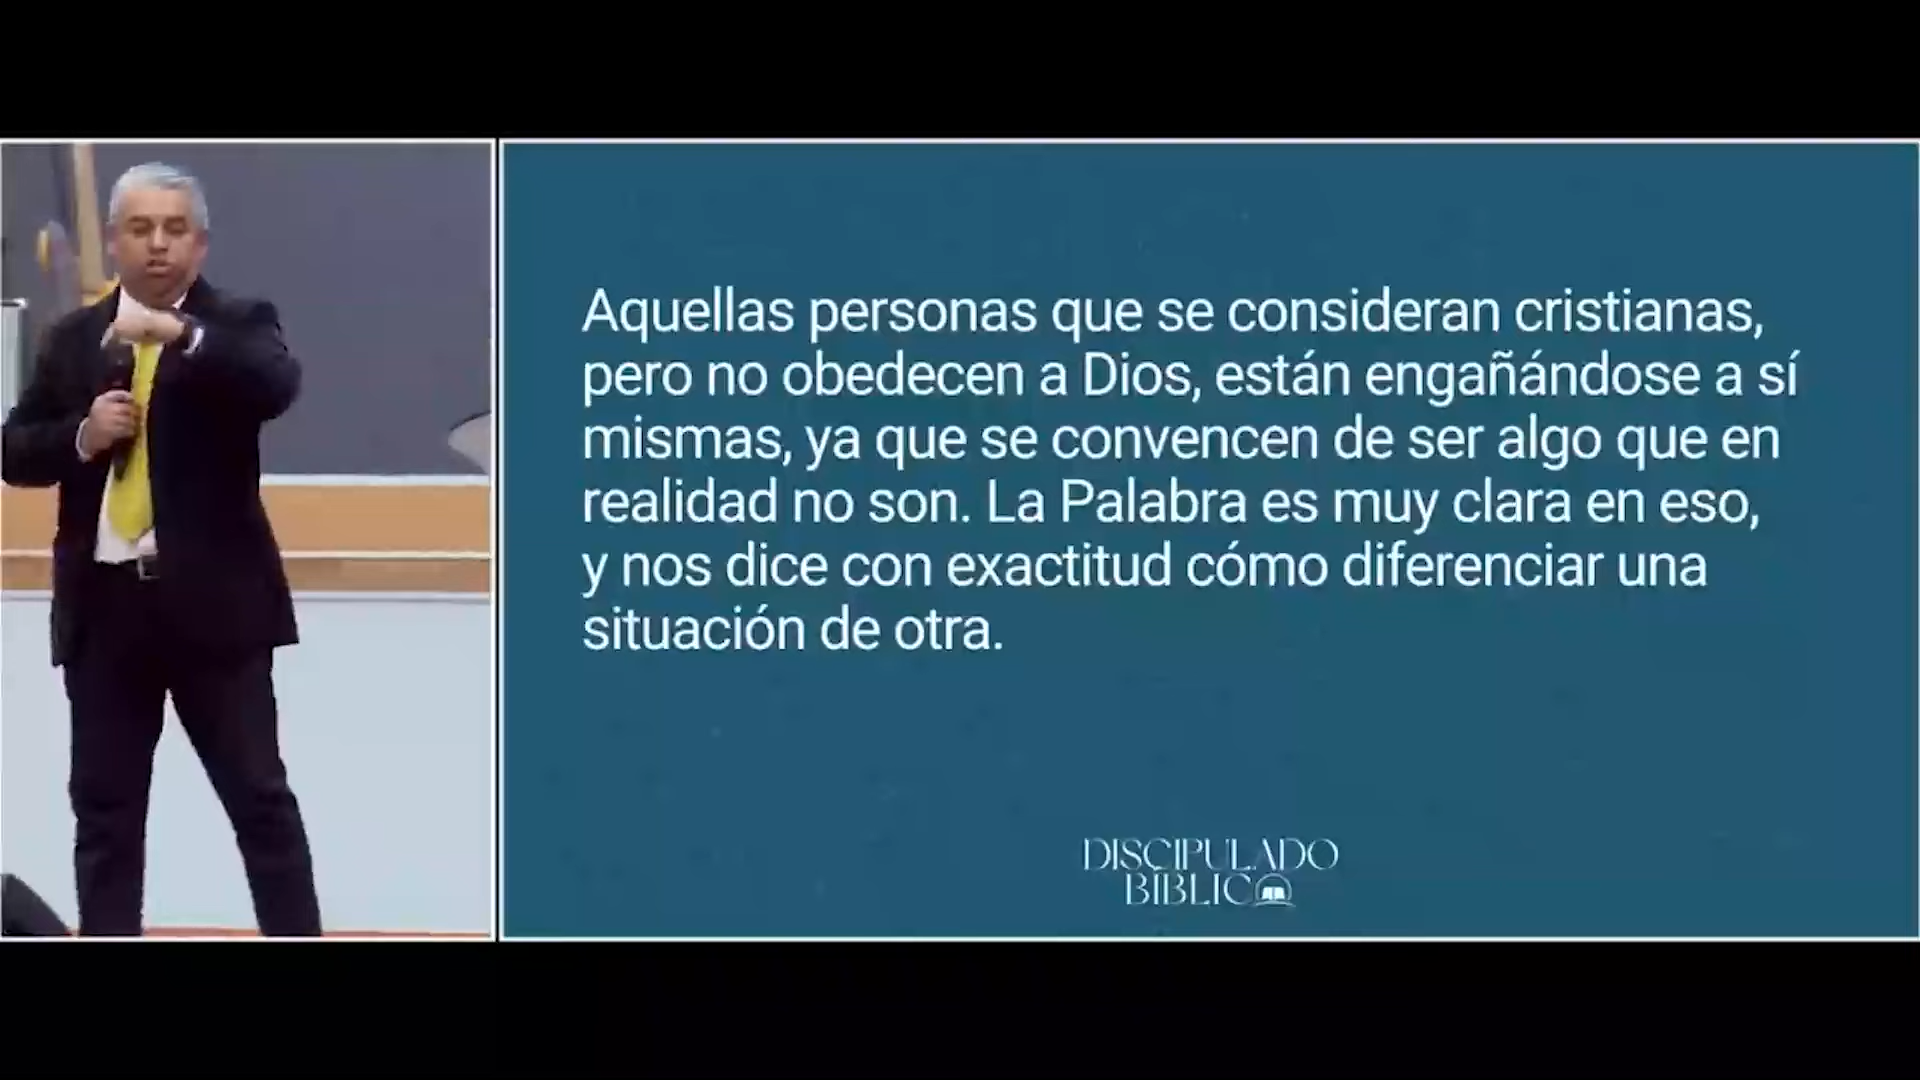 Aquellas personas que se consideran cristianas,
pero no obedecen a Dios, están engañándose a sí
mismas, ya que se convencen de ser algo que en
realidad no son. La Palabra es muy clara en eso,
y nos dice con exactitud cómo diferenciar una
situación de otra.
DISCIPULADO
BÍBLICO